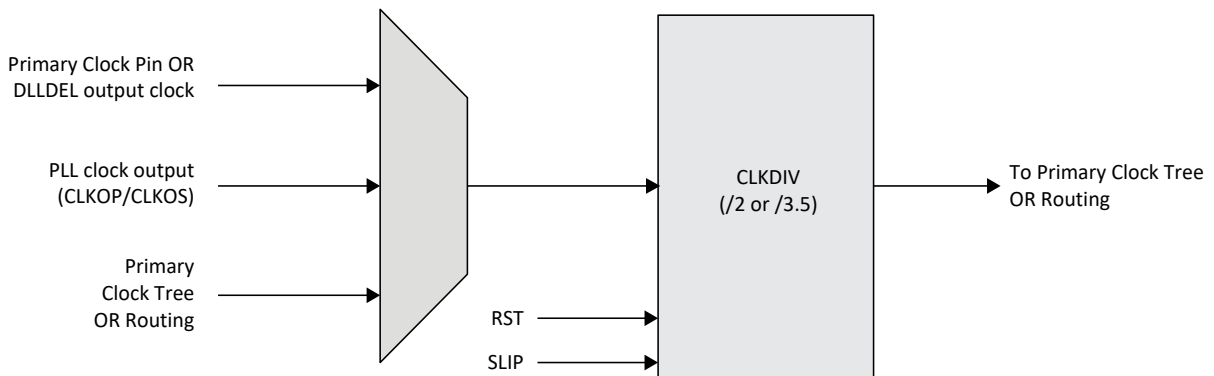 Primary Clock Pin OR
DLLDEL output clock
PLL clock output
(CLKOP/CLKOS)
Primary
Clock Tree
OR Routing
RST
SLIP
CLKDIV
(/2 or /3.5)
To Primary Clock Tree
OR Routing